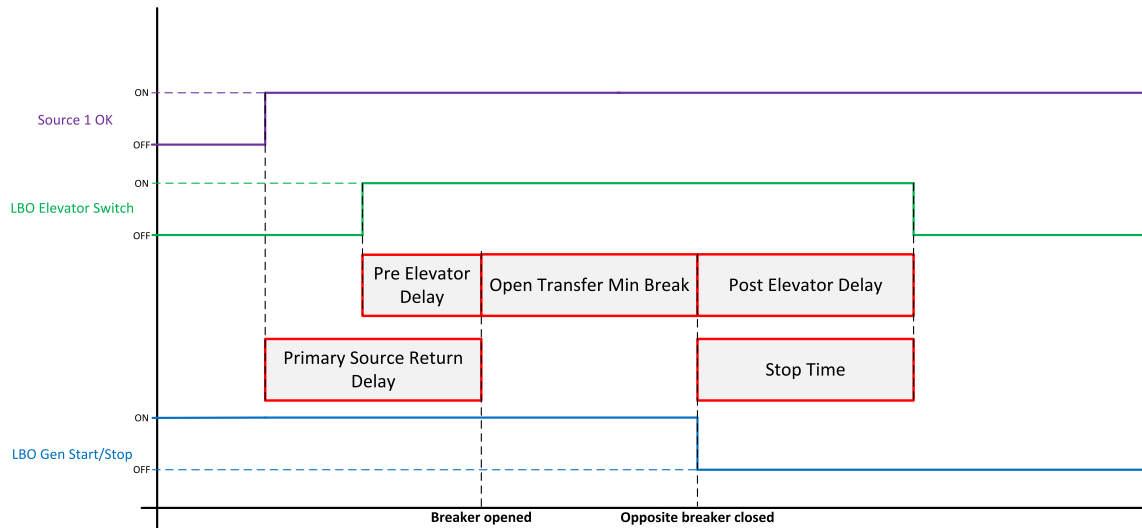 ON
Source 1 OK
OFF
ON
LBO Elevator Switch
OFF
Pre Elevator
Delay
Open Transfer Min Break
Post Elevator Delay
Primary Source Return
Delay
Stop Time
ON
LBO Gen Start/Stop
OFF
Breaker opened
Opposite breaker closed